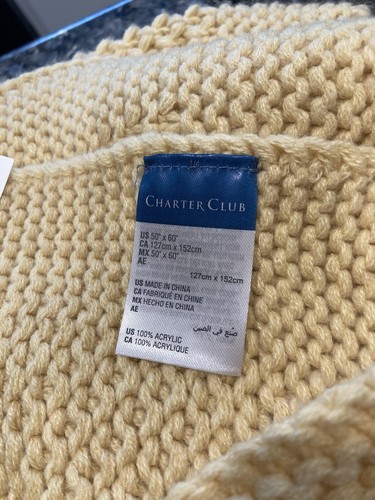 CHARTER CLUB
US 50" x 60"
CA 127cm x 152cm
MX 50" x 60"
AE
127cm x 152cm
US MADE IN CHINA
CA FABRIQUÉ EN CHINE
MX HECHO EN CHINA
AE
صنع في الصين
US 100% ACRYLIC
CA 100% ACRYLIQUE